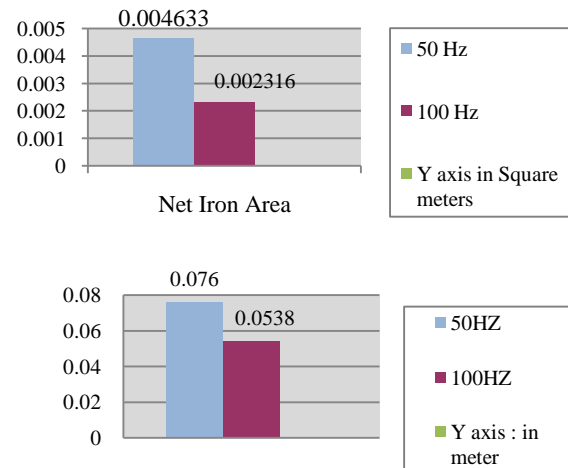 0.004633
0.005
0.004
0.003
0.002
0.001
0
0.002316
Net Iron Area
50 Hz
100 Hz
Y axis in Square
meters
0.076
0.08
0.06
0.04
0.02
0
0.0538
50HZ
100HZ
Y axis : in
meter